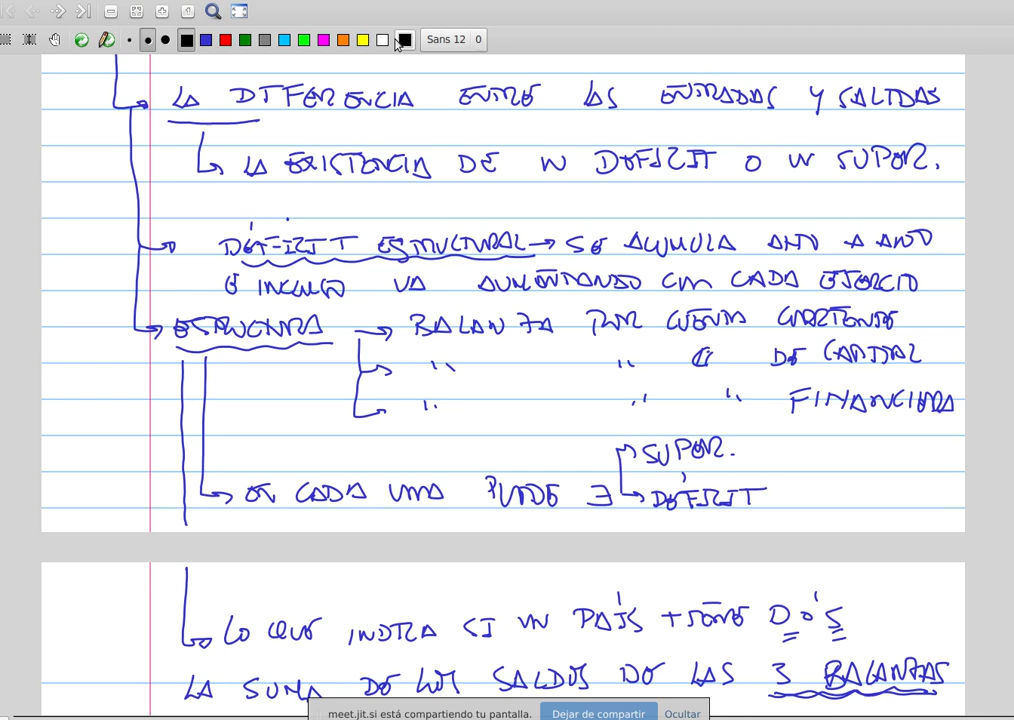 Sans 12 0
LA DIFERENCIA ENTRE LAS ENTRADAS Y SALIDAS
LA EXISTENCIA DE UN DÉFICIT O UN SUPER.
DÉFICIT ESTRUCTURAL → SE ACUMULA AÑO A AÑO
E INCLUSO VA AUMENTANDO CON CADA EJERCICIO
ESTRUCTURA → BALANZA POR CUENTA CORRIENTE
" " " DE CAPITAL
" " " FINANCIERA
SUPER.
EN CADA UNA PUEDE ∃ DÉFICIT
LO QUE INDICA SI UN PAÍS TIENE D ó S
LA SUMA DE LOS SALDOS DE LAS 3 BALANZAS
meet.jit.si está compartiendo tu pantalla. Dejar de compartir Ocultar